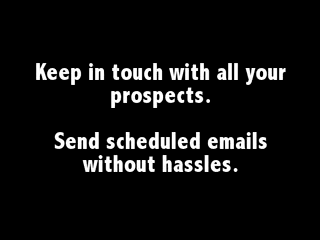 Keep in touch with all your
prospects.
Send scheduled emails
without hassles.